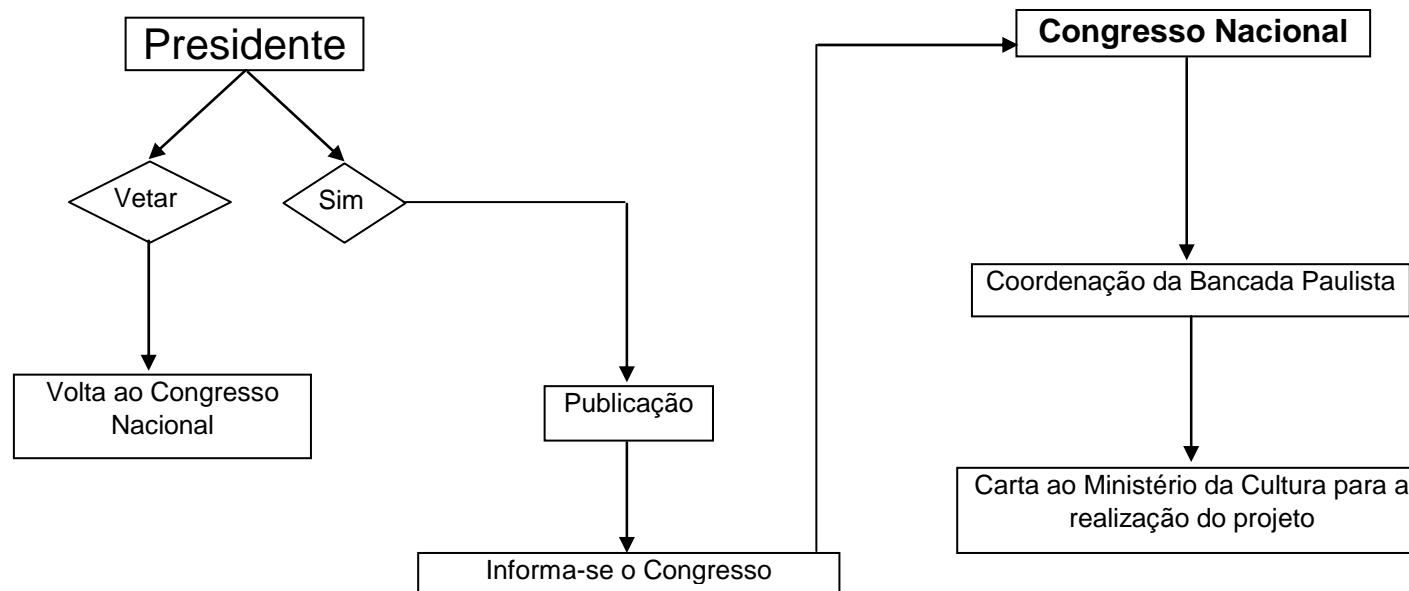 Presidente
Vetar
Sim
Volta ao Congresso
Nacional
Publicação
Informa-se o Congresso
Congresso Nacional
Coordenação da Bancada Paulista
Carta ao Ministério da Cultura para a
realização do projeto